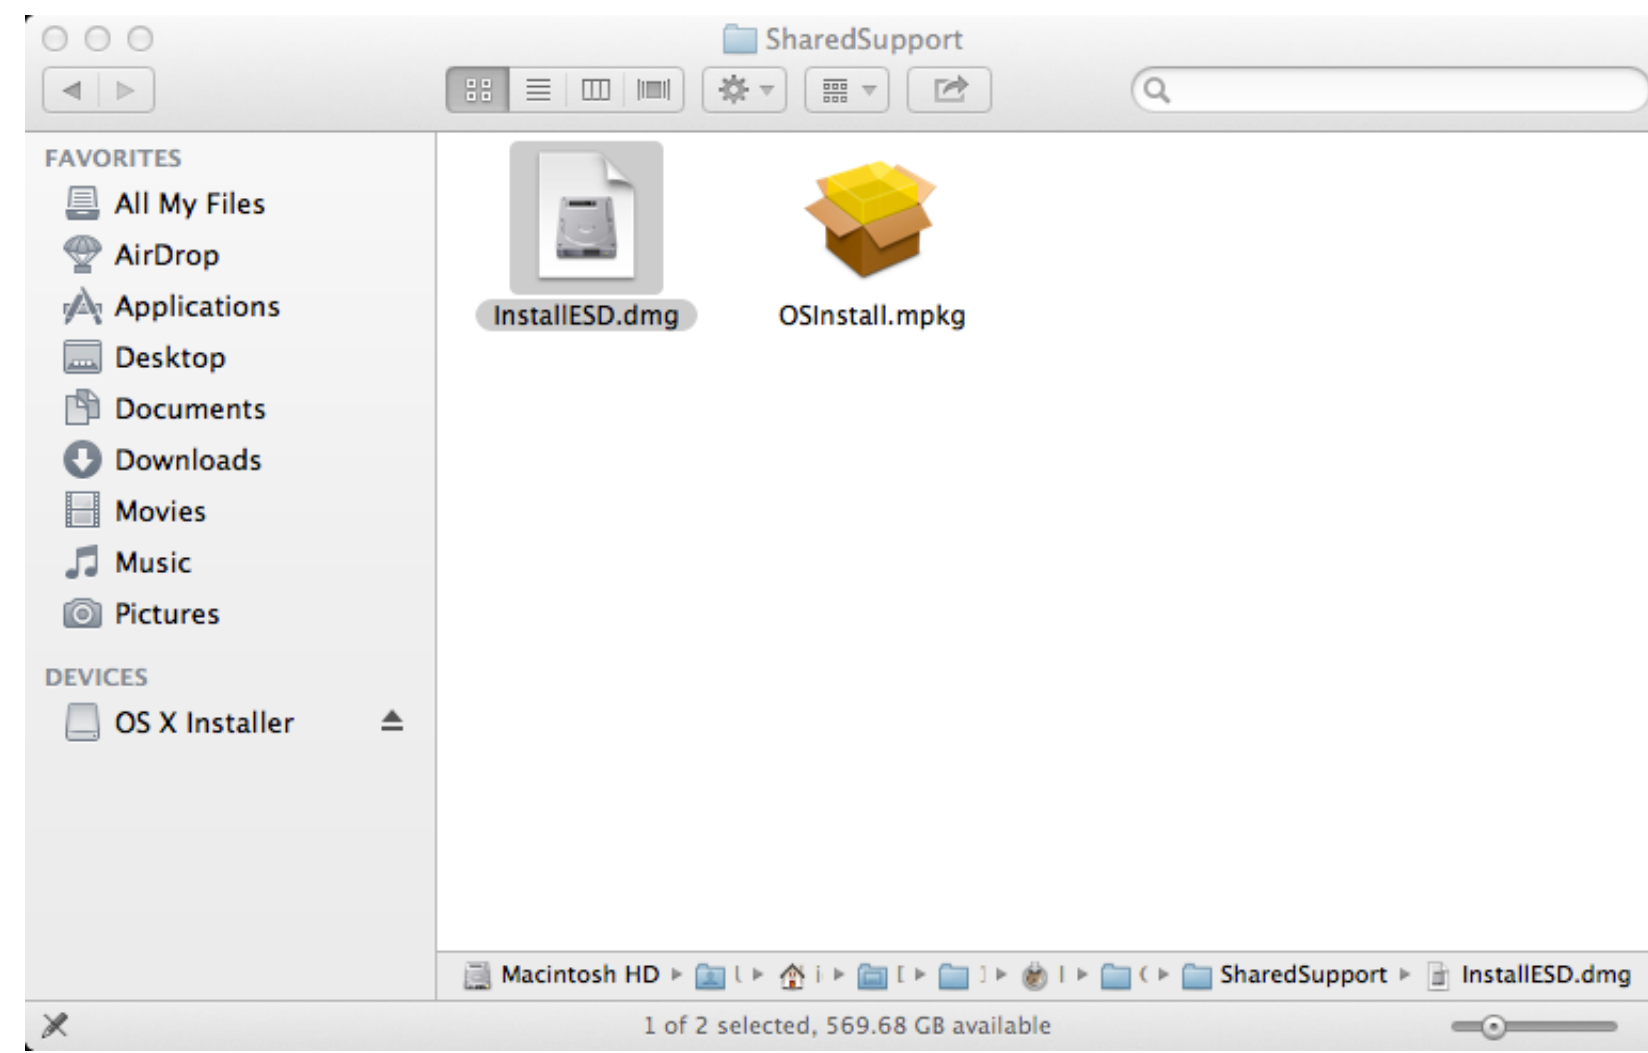 SharedSupport
FAVORITES
All My Files
AirDrop
Applications
Desktop
Documents
Downloads
Movies
Music
Pictures
DEVICES
OS X Installer
InstallESD.dmg
OSInstall.mpkg
Macintosh HD SharedSupport InstallESD.dmg
1 of 2 selected, 569.68 GB available